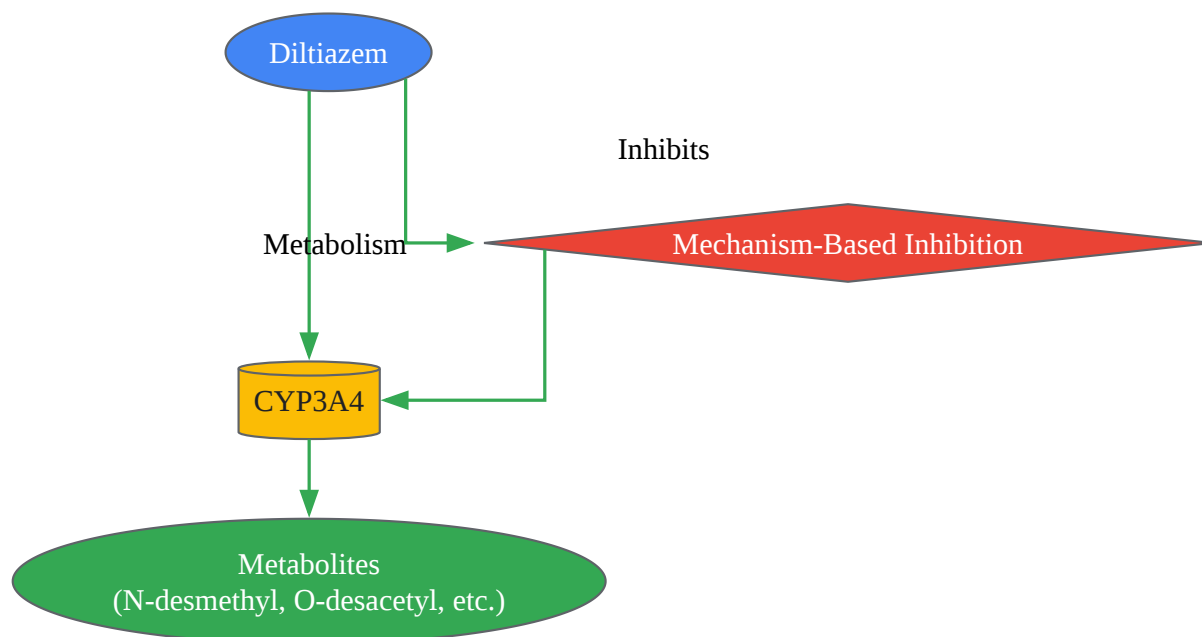 Diltiazem
Inhibits
Metabolism
Mechanism-Based Inhibition
CYP3A4
Metabolites
(N-desmethyl, O-desacetyl, etc.)